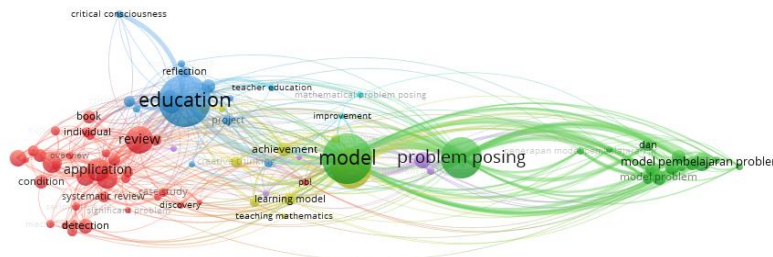 critical consciousness
reflection
education
teacher education
mathematical problem posing
book
project
improvement
individual
review
achievement
dan
overview
model
problem posing
model pembelajaran problem
application
creative
condition
pbl
model problem
systematic review
case study
learning model
significant problem
discovery
teaching mathematics
detection